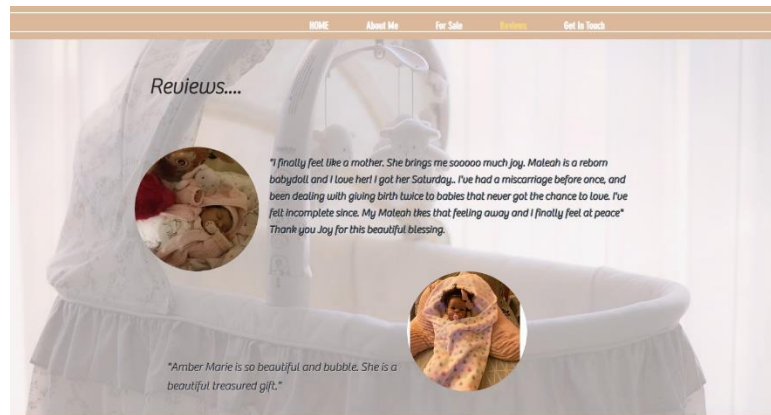 HOME About Me For Sale Reviews Get In Touch
Reviews....
"I finally feel like a mother. She brings me sooooo much joy. Maleah is a reborn
babydoll and I love her! I got her Saturday.. I've had a miscarriage before once, and
been dealing with giving birth twice to babies that never got the chance to love. I've
felt incomplete since. My Maleah tkes that feeling away and I finally feel at peace"
Thank you Joy for this beautiful blessing.
"Amber Marie is so beautiful and bubble. She is a
beautiful treasured gift."